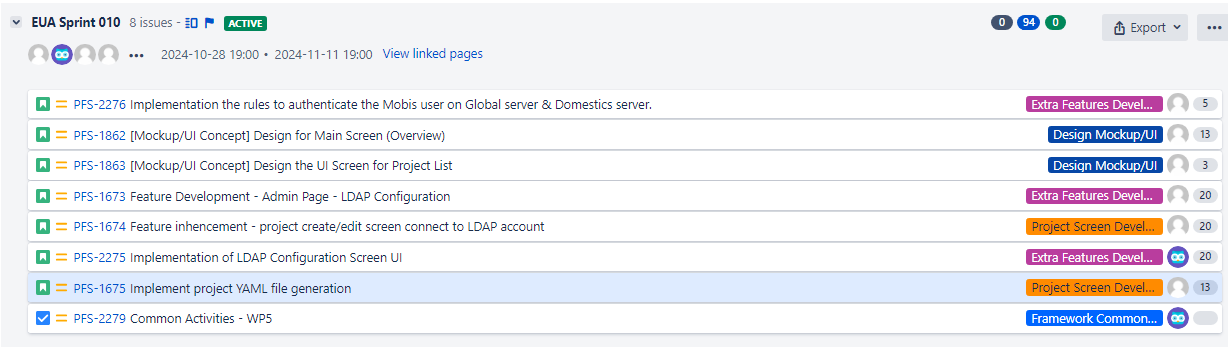 EUA Sprint 010 8 issues - ACTIVE 0 94 0 Export
2024-10-28 19:00 • 2024-11-11 19:00 View linked pages
PFS-2276 Implementation the rules to authenticate the Mobis user on Global server & Domestics server. Extra Features Devel... 5
PFS-1862 [Mockup/UI Concept] Design for Main Screen (Overview) Design Mockup/UI 13
PFS-1863 [Mockup/UI Concept] Design the UI Screen for Project List Design Mockup/UI 3
PFS-1673 Feature Development - Admin Page - LDAP Configuration Extra Features Devel... 20
PFS-1674 Feature inhencement - project create/edit screen connect to LDAP account Project Screen Devel... 20
PFS-2275 Implementation of LDAP Configuration Screen UI Extra Features Devel... 20
PFS-1675 Implement project YAML file generation Project Screen Devel... 13
PFS-2279 Common Activities - WP5 Framework Common...